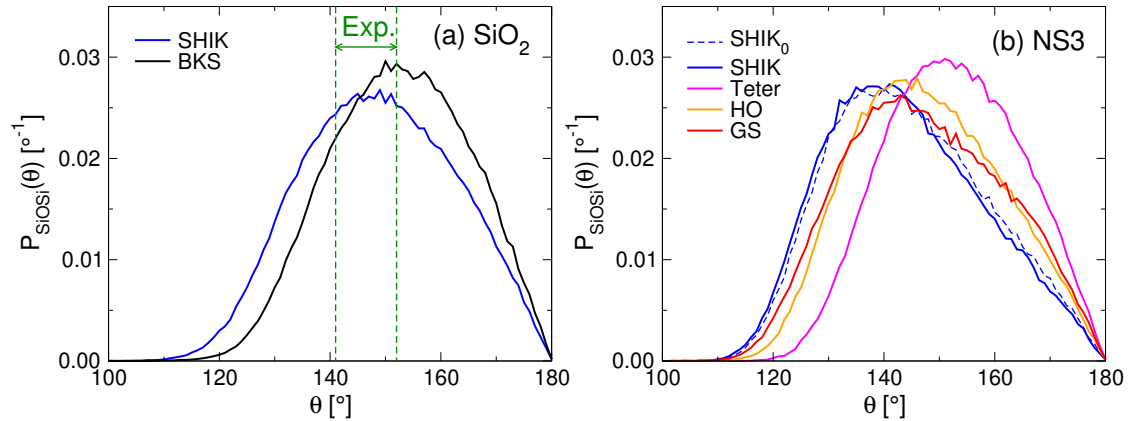 Exp.
(a) SiO₂
SHIK
BKS
P_SiOSi(θ) [°⁻¹]
0.03
0.02
0.01
0.00
100
120
140
160
180
θ [°]
(b) NS3
SHIK₀
SHIK
Teter
HO
GS
P_SiOSi(θ) [°⁻¹]
0.03
0.02
0.01
0.00
100
120
140
160
180
θ [°]